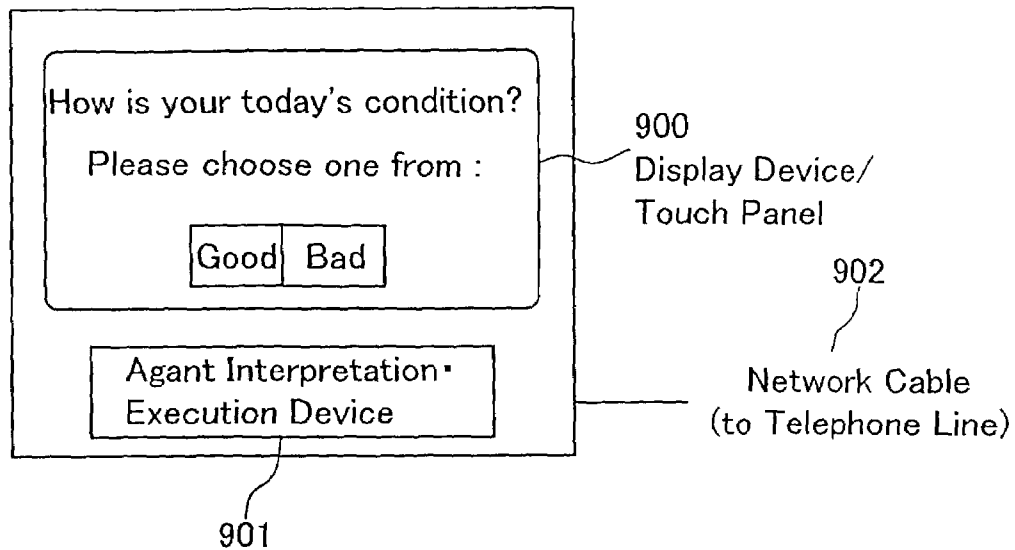 How is your today's condition?
Please choose one from :
Good Bad
900
Display Device/
Touch Panel
902
Agant Interpretation·
Execution Device
Network Cable
(to Telephone Line)
901